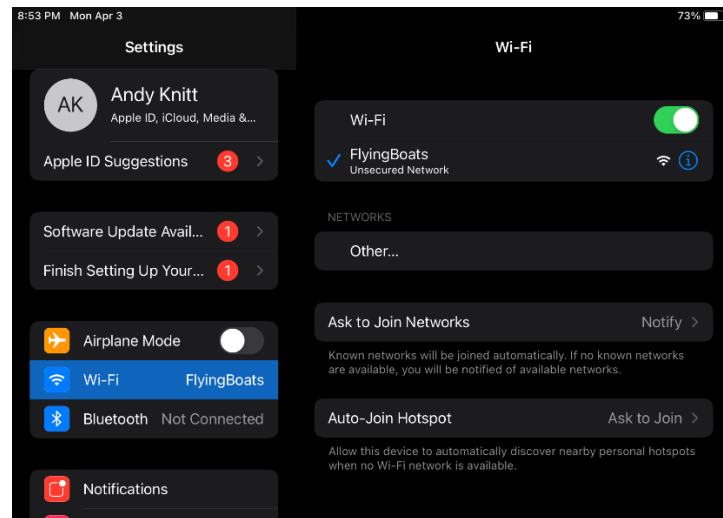 8:53 PM Mon Apr 3
73%
Settings
AK
Andy Knitt
Apple ID, iCloud, Media &...
Apple ID Suggestions 3
Software Update Avail... 1
Finish Setting Up Your... 1
Airplane Mode
Wi-Fi FlyingBoats
Bluetooth Not Connected
Notifications
Wi-Fi
Wi-Fi
FlyingBoats
Unsecured Network
NETWORKS
Other...
Ask to Join Networks Notify
Known networks will be joined automatically. If no known networks
are available, you will be notified of available networks.
Auto-Join Hotspot Ask to Join
Allow this device to automatically discover nearby personal hotspots
when no Wi-Fi network is available.